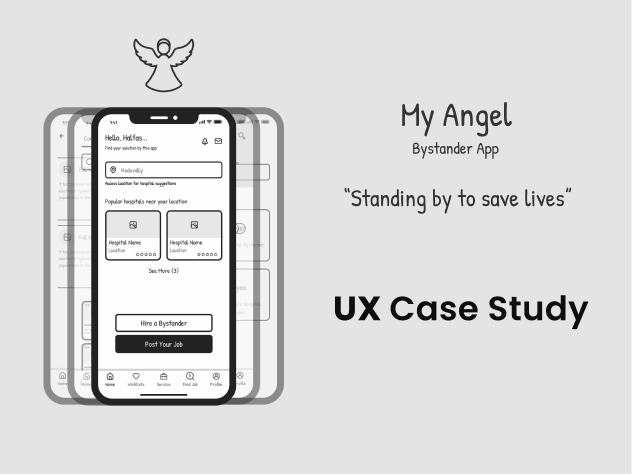 My Angel
Bystander App
“Standing by to save lives”
UX Case Study
9:41
Hello, Haifas...
Find your solution by this app
Koduvally
Access location for hospital suggestions
Popular hospitals near your location
Hospital Name
Location
Hospital Name
Location
See More (3)
Hire a Bystander
Post Your Job
Home
Wishlists
Service
Find Job
Profile